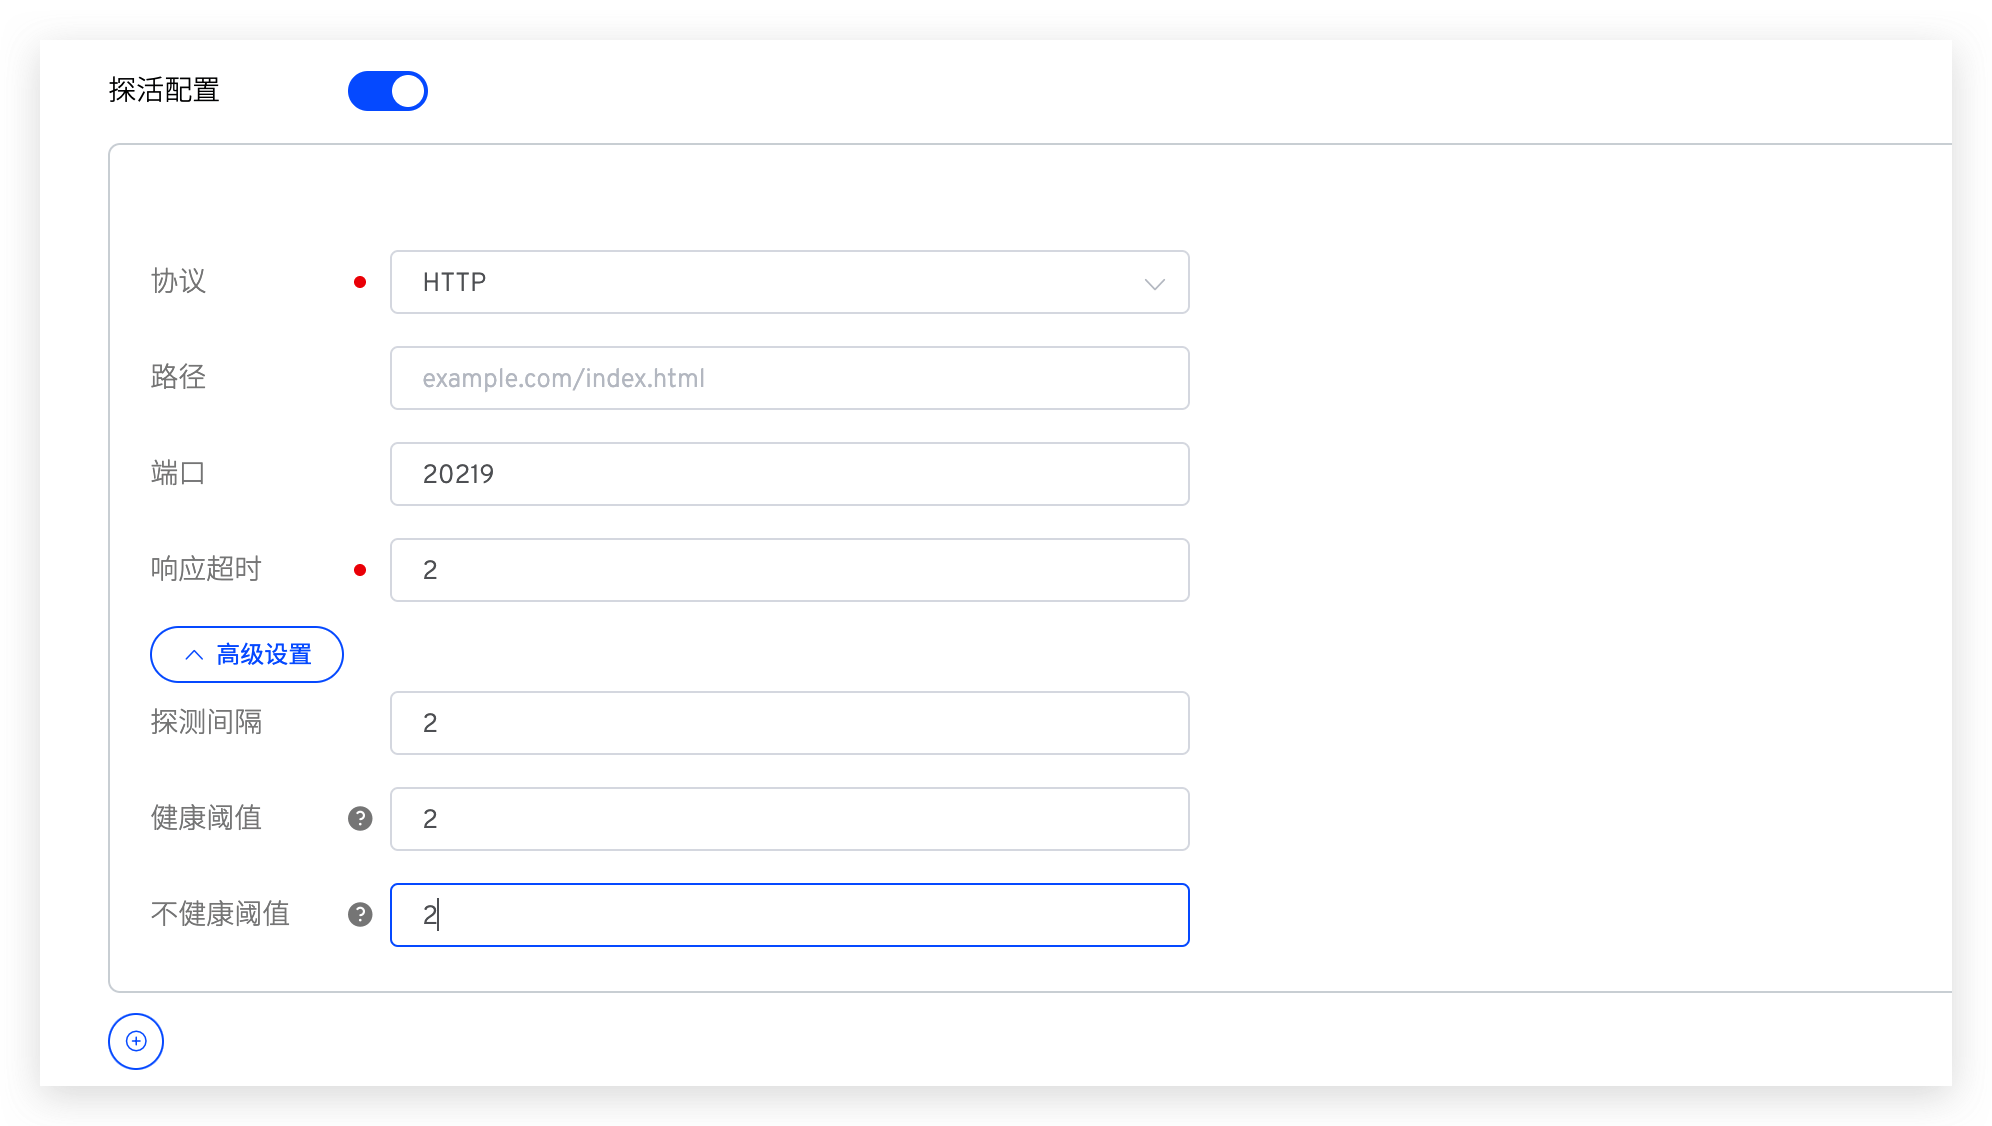 探活配置
协议 HTTP
路径 example.com/index.html
端口 20219
响应超时 2
高级设置
探测间隔 2
健康阈值 ? 2
不健康阈值 ? 2